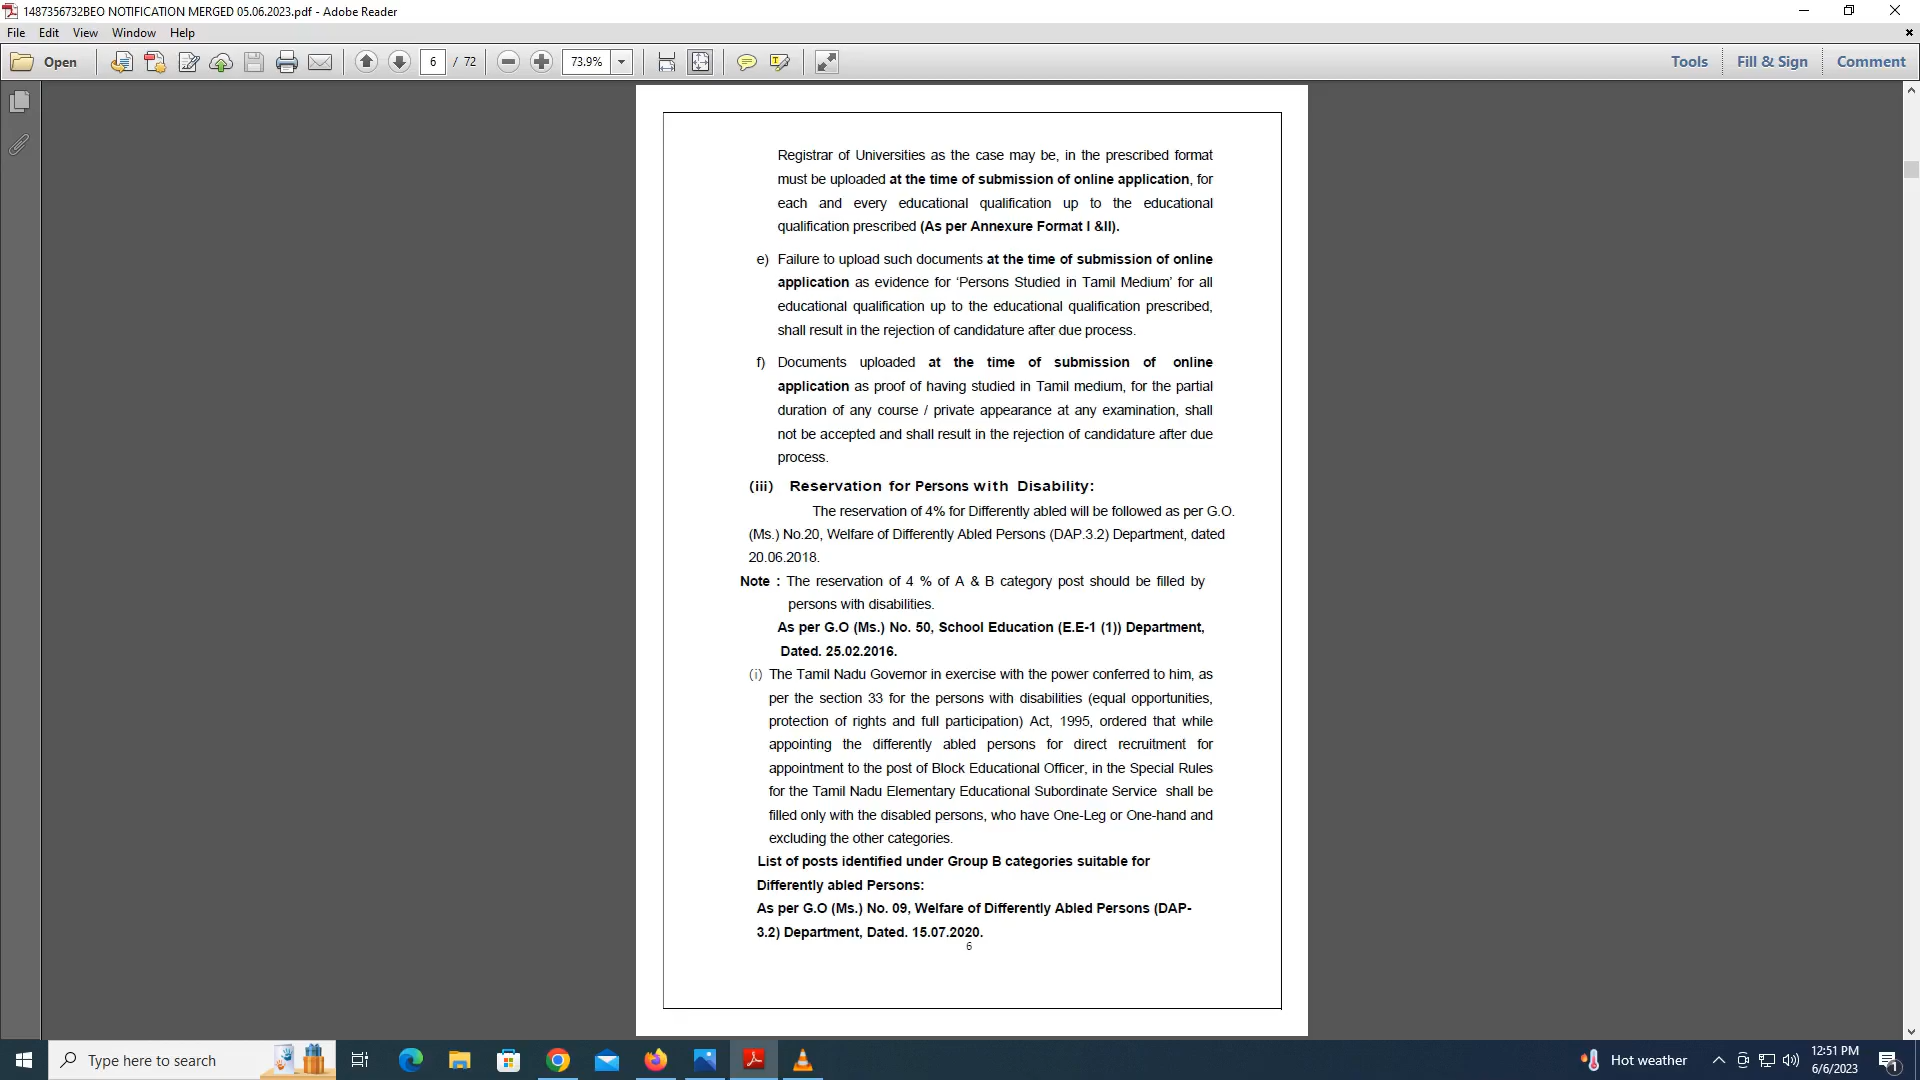 1487356732BEO NOTIFICATION MERGED 05.06.2023.pdf - Adobe Reader
File Edit View Window Help
Open 6 / 72 73.9% Tools Fill & Sign Comment
Registrar of Universities as the case may be, in the prescribed format
must be uploaded at the time of submission of online application, for
each and every educational qualification up to the educational
qualification prescribed (As per Annexure Format I &II).
e) Failure to upload such documents at the time of submission of online
application as evidence for ‘Persons Studied in Tamil Medium’ for all
educational qualification up to the educational qualification prescribed,
shall result in the rejection of candidature after due process.
f) Documents uploaded at the time of submission of online
application as proof of having studied in Tamil medium, for the partial
duration of any course / private appearance at any examination, shall
not be accepted and shall result in the rejection of candidature after due
process.
(iii) Reservation for Persons with Disability:
The reservation of 4% for Differently abled will be followed as per G.O.
(Ms.) No.20, Welfare of Differently Abled Persons (DAP.3.2) Department, dated
20.06.2018.
Note : The reservation of 4 % of A & B category post should be filled by
persons with disabilities.
As per G.O (Ms.) No. 50, School Education (E.E-1 (1)) Department,
Dated. 25.02.2016.
(i) The Tamil Nadu Governor in exercise with the power conferred to him, as
per the section 33 for the persons with disabilities (equal opportunities,
protection of rights and full participation) Act, 1995, ordered that while
appointing the differently abled persons for direct recruitment for
appointment to the post of Block Educational Officer, in the Special Rules
for the Tamil Nadu Elementary Educational Subordinate Service shall be
filled only with the disabled persons, who have One-Leg or One-hand and
excluding the other categories.
List of posts identified under Group B categories suitable for
Differently abled Persons:
As per G.O (Ms.) No. 09, Welfare of Differently Abled Persons (DAP-
3.2) Department, Dated. 15.07.2020.
6
Type here to search Hot weather 12:51 PM
6/6/2023 1